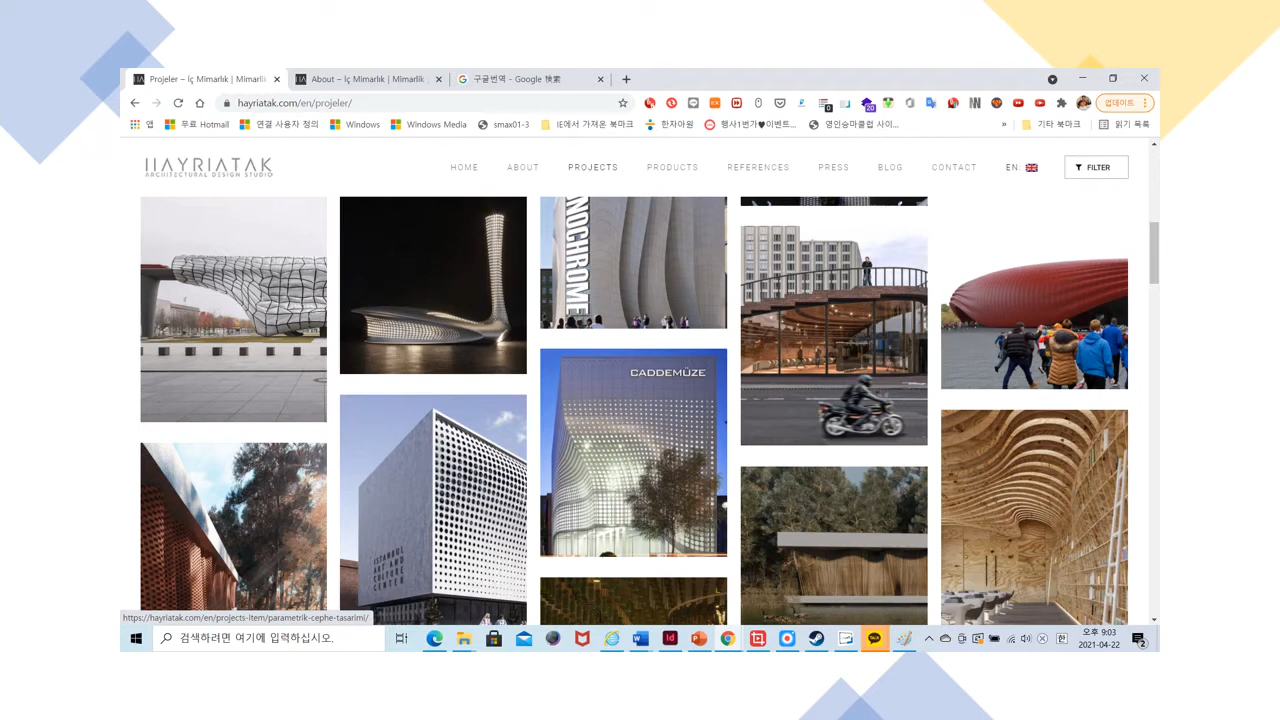 Projeler – İç Mimarlık | Mimarlık
About – İç Mimarlık | Mimarlık
구글번역 - Google 検索
hayriatak.com/en/projeler/
업데이트
앱
무료 Hotmail
연결 사용자 정의
Windows
Windows Media
smax01-3
IE에서 가져온 북마크
한자아원
행사1번가♥이벤트...
영인승마클럽 사이...
»
기타 북마크
읽기 목록
HAYRIATAK
ARCHITECTURAL DESIGN STUDIO
HOME
ABOUT
PROJECTS
PRODUCTS
REFERENCES
PRESS
BLOG
CONTACT
EN:
FILTER
NOCHROME
CADDEMÜZE
ISTANBUL
ART AND
CULTURE
CENTER
https://hayriatak.com/en/projects-item/parametrik-cephe-tasarimi/
검색하려면 여기에 입력하십시오.
오후 9:03
2021-04-22